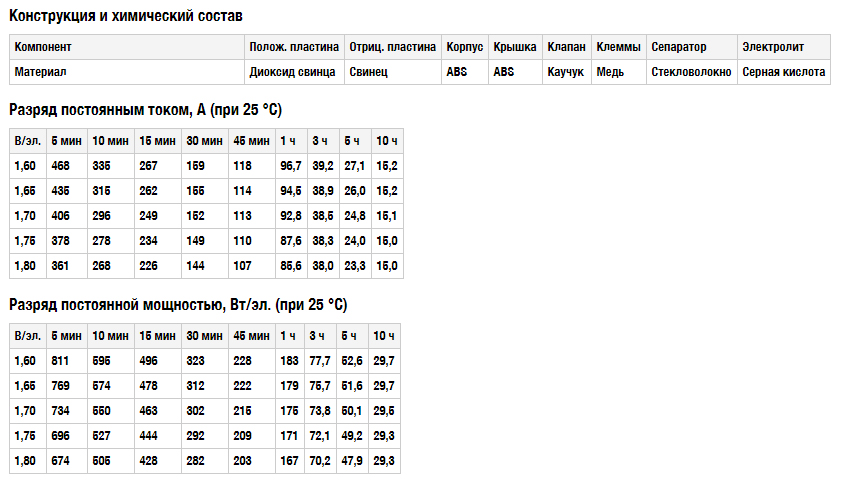 Конструкция и химический состав
Компонент Полож. пластина Отриц. пластина Корпус Крышка Клапан Клеммы Сепаратор Электролит
Материал Диоксид свинца Свинец ABS ABS Каучук Медь Стекловолокно Серная кислота
Разряд постоянным током, А (при 25 °C)
В/эл. 5 мин 10 мин 15 мин 30 мин 45 мин 1 ч 3 ч 5 ч 10 ч
1,60 468 335 267 159 118 96,7 39,2 27,1 15,2
1,65 435 315 262 155 114 94,5 38,9 26,0 15,2
1,70 406 296 249 152 113 92,8 38,5 24,8 15,1
1,75 378 278 234 149 110 87,6 38,3 24,0 15,0
1,80 361 268 226 144 107 85,6 38,0 23,3 15,0
Разряд постоянной мощностью, Вт/эл. (при 25 °C)
В/эл. 5 мин 10 мин 15 мин 30 мин 45 мин 1 ч 3 ч 5 ч 10 ч
1,60 811 595 496 323 228 183 77,7 52,6 29,7
1,65 769 574 478 312 222 179 75,7 51,6 29,7
1,70 734 550 463 302 215 175 73,8 50,1 29,5
1,75 696 527 444 292 209 171 72,1 49,2 29,3
1,80 674 505 428 282 203 167 70,2 47,9 29,3